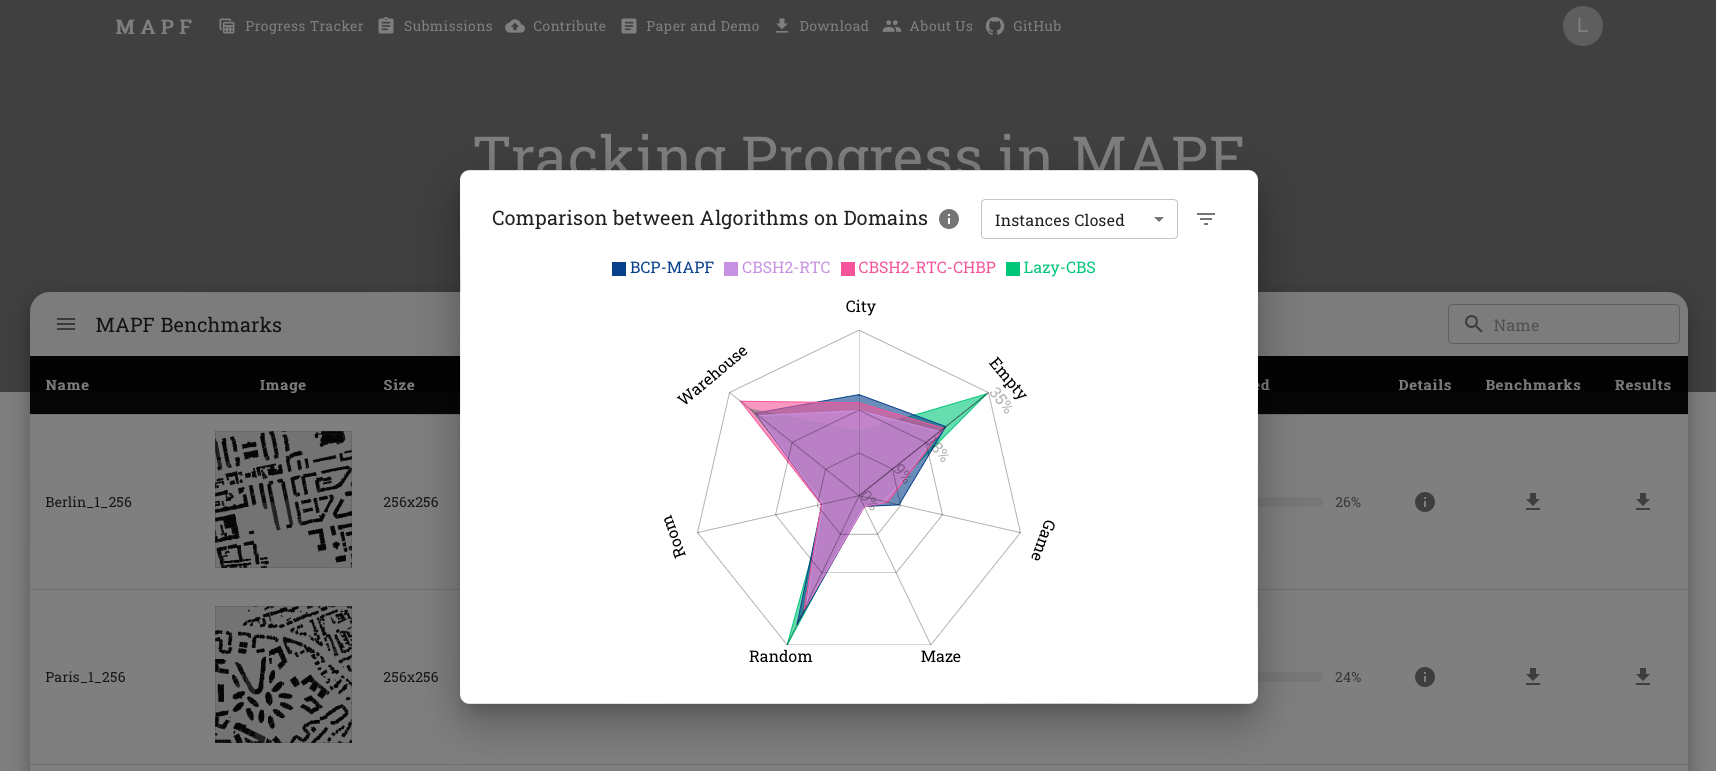 MAPF Progress Tracker Submissions Contribute Paper and Demo Download About Us GitHub L
Tracking Progress in MAPF
Comparison between Algorithms on Domains Instances Closed
BCP-MAPF CBSH2-RTC CBSH2-RTC-CHBP Lazy-CBS
City
Warehouse
Empty
35%
9%
0%
Room
Game
Random
Maze
MAPF Benchmarks Name
Name Image Size Details Benchmarks Results
Berlin_1_256 256x256 26%
Paris_1_256 256x256 24%